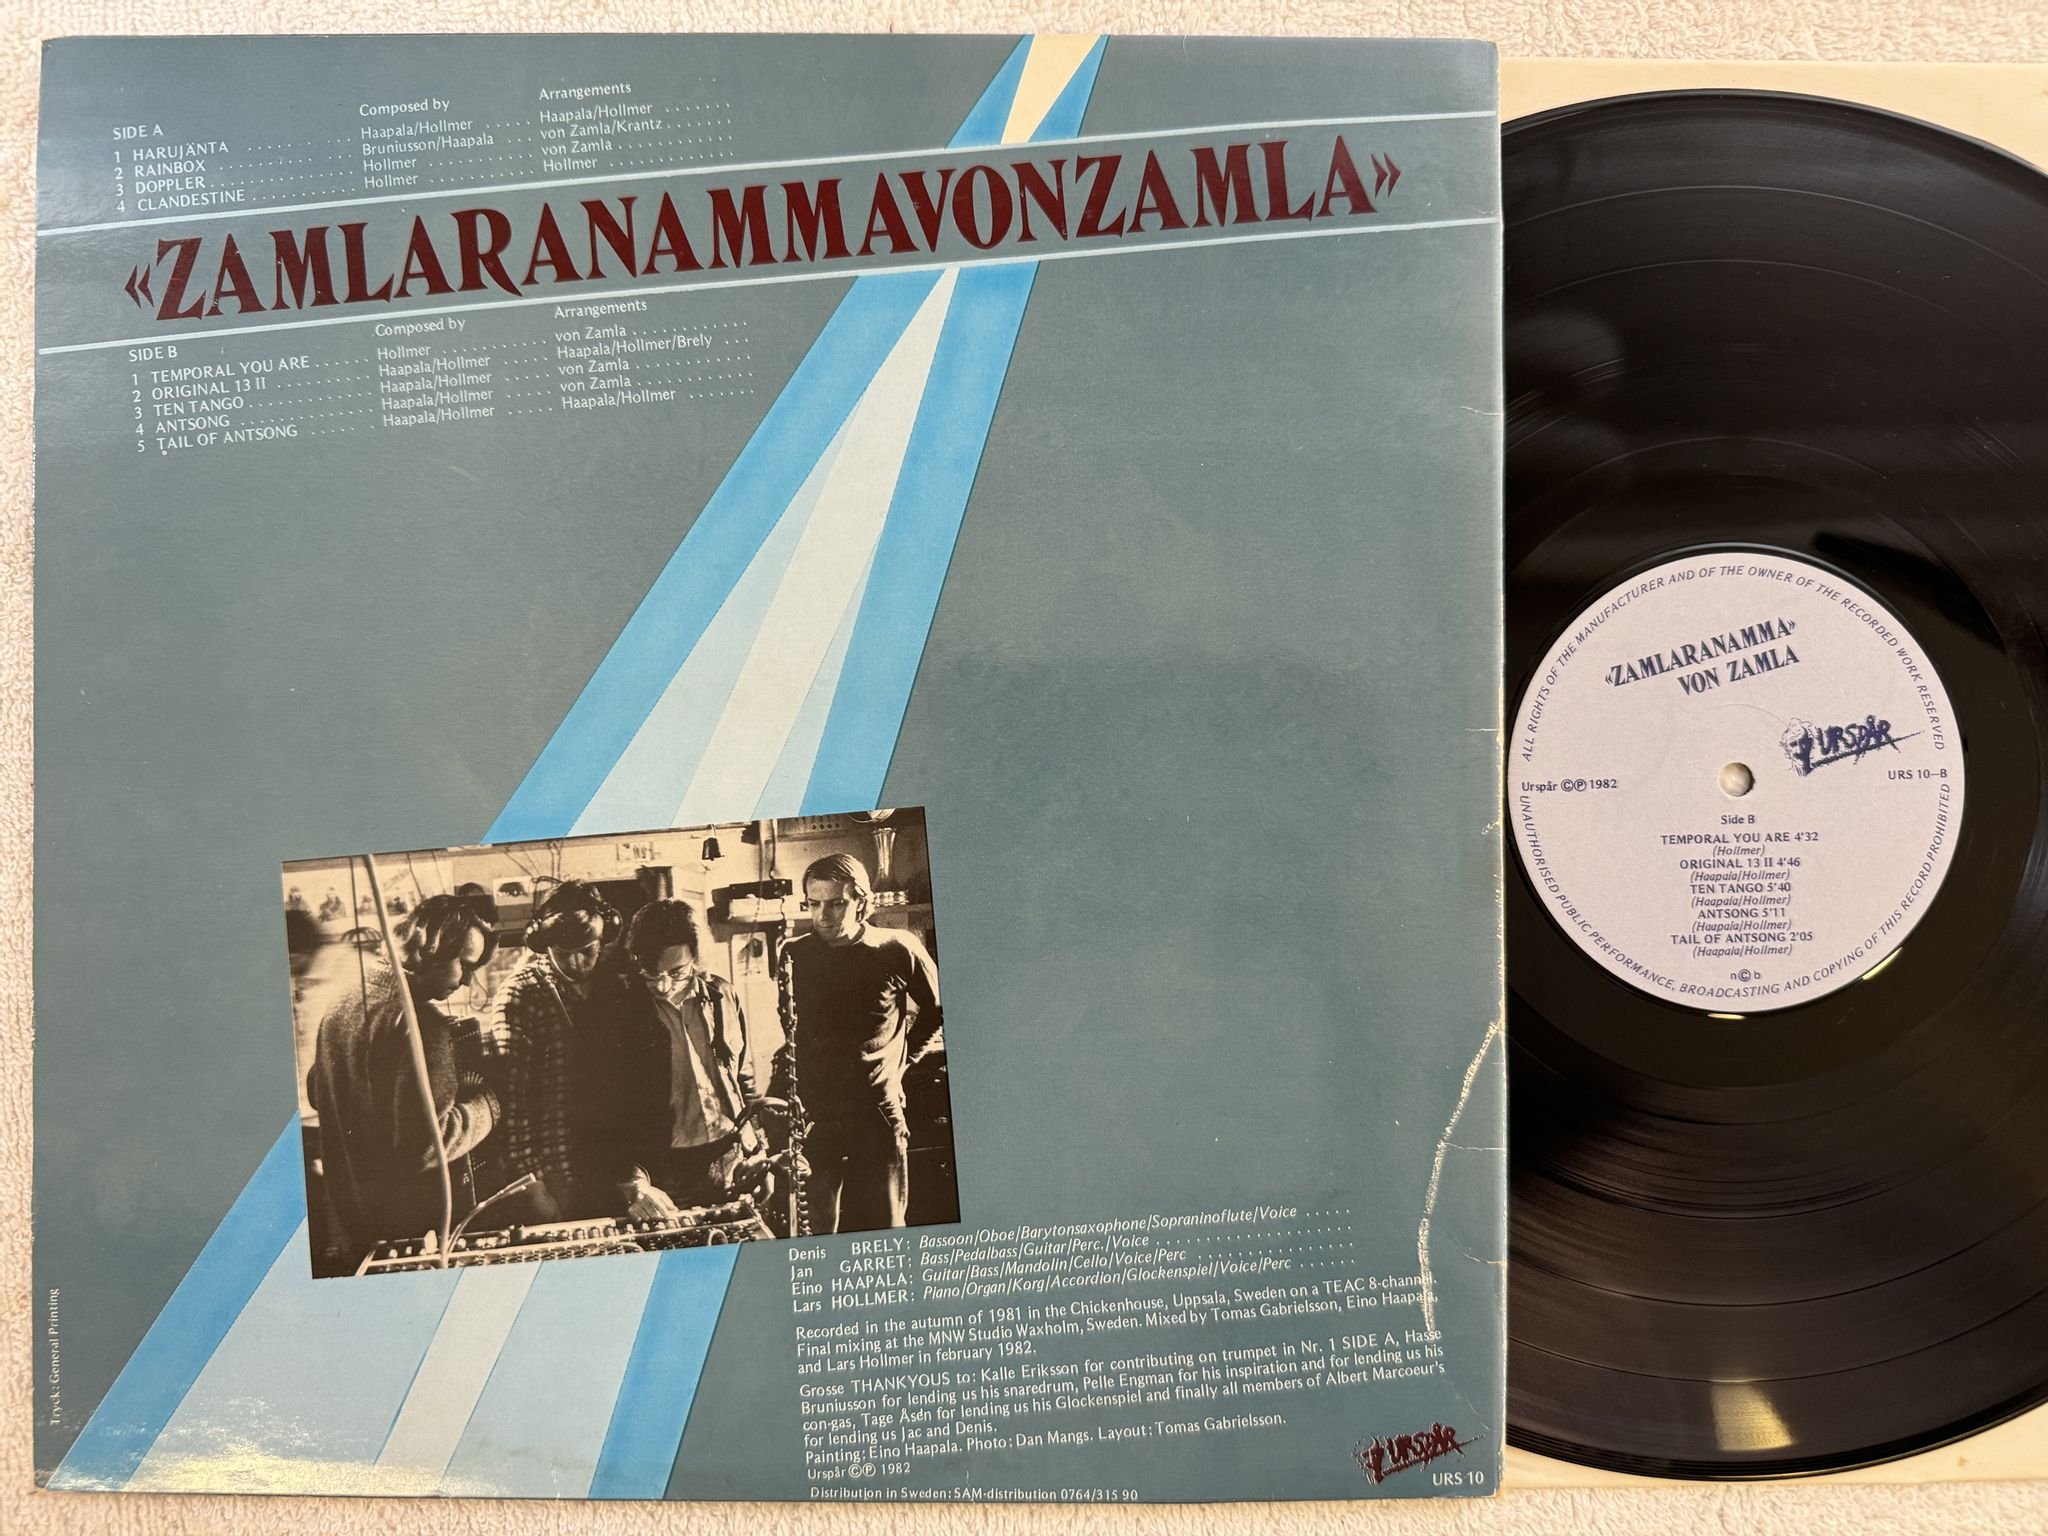 Composed by Arrangements
SIDE A
1 HARUJÄNTA . . . . . . . . Haapala/Hollmer . . . . . Haapala/Hollmer . . . . . . .
2 RAINBOX . . . . . . . . . . . Bruniusson/Haapala von Zamla/Krantz . . . . . . .
3 DOPPLER . . . . . . . . . . . Hollmer . . . . . . . . . . . von Zamla . . . . . . . . . . . .
4 CLANDESTINE . . . . . . . . Hollmer . . . . . . . . . . . Hollmer . . . . . . . . . . . . .
«ZAMLARANAMMAVONZAMLA»
Composed by Arrangements
SIDE B
1 TEMPORAL YOU ARE . . . . . Hollmer . . . . . . . . . . von Zamla . . . . . . . . . . . .
2 ORIGINAL 13 II . . . . . . . . . Haapala/Hollmer . . . . . Haapala/Hollmer/Brely . . .
3 TEN TANGO . . . . . . . . . . . Haapala/Hollmer . . . . . von Zamla . . . . . . . . . . . .
4 ANTSONG . . . . . . . . . . . . Haapala/Hollmer . . . . . von Zamla . . . . . . . . . . . .
5 TAIL OF ANTSONG . . . . . . Haapala/Hollmer . . . . . Haapala/Hollmer . . . . . . .
Denis BRELY: Bassoon/Oboe/Barytonsaxophone/Sopraninoflute/Voice . . . . .
Jan GARRET: Bass/Pedalbass/Guitar/Perc./Voice . . . . . . . . . . . . . . . . . .
Eino HAAPALA: Guitar/Bass/Mandolin/Cello/Voice/Perc . . . . . . . . . . . . . .
Lars HOLLMER: Piano/Organ/Korg/Accordion/Glockenspiel/Voice/Perc . . . . . .
Recorded in the autumn of 1981 in the Chickenhouse, Uppsala, Sweden on a TEAC 8-channel.
Final mixing at the MNW Studio Waxholm, Sweden. Mixed by Tomas Gabrielsson, Eino Haapala,
and Lars Hollmer in february 1982.
Grosse THANKYOUS to: Kalle Eriksson for contributing on trumpet in Nr. 1 SIDE A, Hasse
Bruniusson for lending us his snaredrum, Pelle Engman for his inspiration and for lending us his
con-gas, Tage Åsén for lending us his Glockenspiel and finally all members of Albert Marcoeur's
for lending us Jac and Denis.
Painting: Eino Haapala. Photo: Dan Mangs. Layout: Tomas Gabrielsson.
Urspår ©℗ 1982
Distribution in Sweden: SAM-distribution 0764/315 90
URSPÅR
URS 10
Tryck: General Printing
ALL RIGHTS OF THE MANUFACTURER AND OF THE OWNER OF THE RECORDED WORK RESERVED
«ZAMLARANAMMA»
VON ZAMLA
URSPÅR
Urspår ©℗ 1982
URS 10–B
Side B
TEMPORAL YOU ARE 4'32
(Hollmer)
ORIGINAL 13 II 4'46
(Haapala/Hollmer)
TEN TANGO 5'40
(Haapala/Hollmer)
ANTSONG 5'11
(Haapala/Hollmer)
TAIL OF ANTSONG 2'05
(Haapala/Hollmer)
n©b
UNAUTHORISED PUBLIC PERFORMANCE, BROADCASTING AND COPYING OF THIS RECORD PROHIBITED